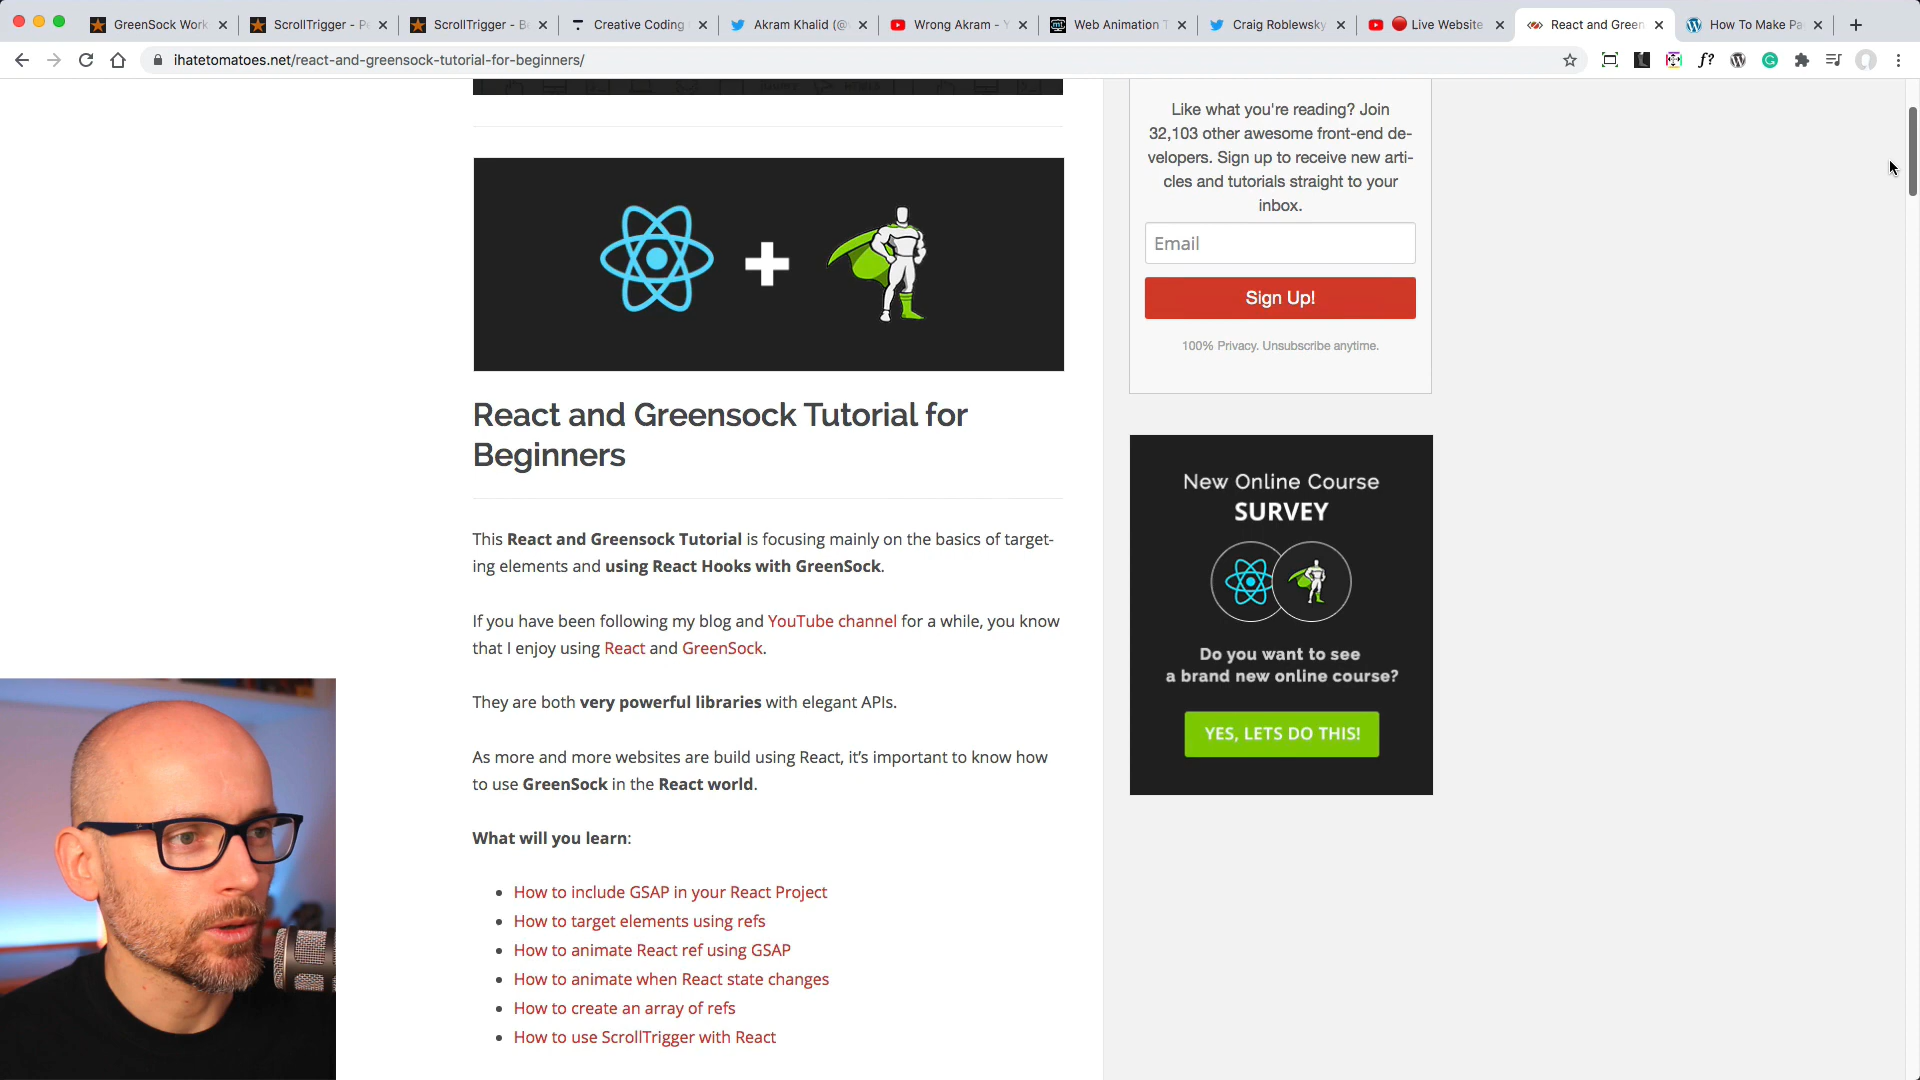 GreenSock Work
ScrollTrigger - Pe
ScrollTrigger - Be
Creative Coding
Akram Khalid (@
Wrong Akram - Y
Web Animation T
Craig Roblewsky
Live Website
React and Green
How To Make Pa
ihatetomatoes.net/react-and-greensock-tutorial-for-beginners/
React and Greensock Tutorial for
Beginners
This React and Greensock Tutorial is focusing mainly on the basics of target-
ing elements and using React Hooks with GreenSock.
If you have been following my blog and YouTube channel for a while, you know
that I enjoy using React and GreenSock.
They are both very powerful libraries with elegant APIs.
As more and more websites are build using React, it’s important to know how
to use GreenSock in the React world.
What will you learn:
How to include GSAP in your React Project
How to target elements using refs
How to animate React ref using GSAP
How to animate when React state changes
How to create an array of refs
How to use ScrollTrigger with React
Like what you're reading? Join
32,103 other awesome front-end de-
velopers. Sign up to receive new arti-
cles and tutorials straight to your
inbox.
Email
Sign Up!
100% Privacy. Unsubscribe anytime.
New Online Course
SURVEY
Do you want to see
a brand new online course?
YES, LETS DO THIS!